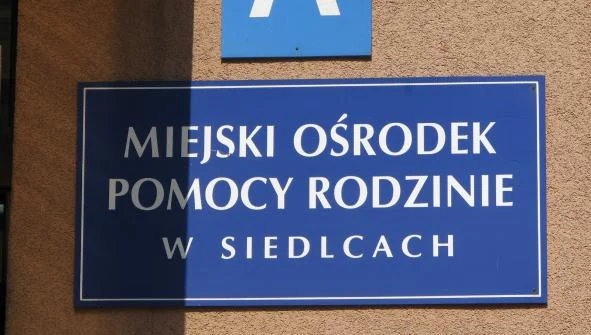 A
MIEJSKI OŚRODEK
POMOCY RODZINIE
W SIEDLCACH